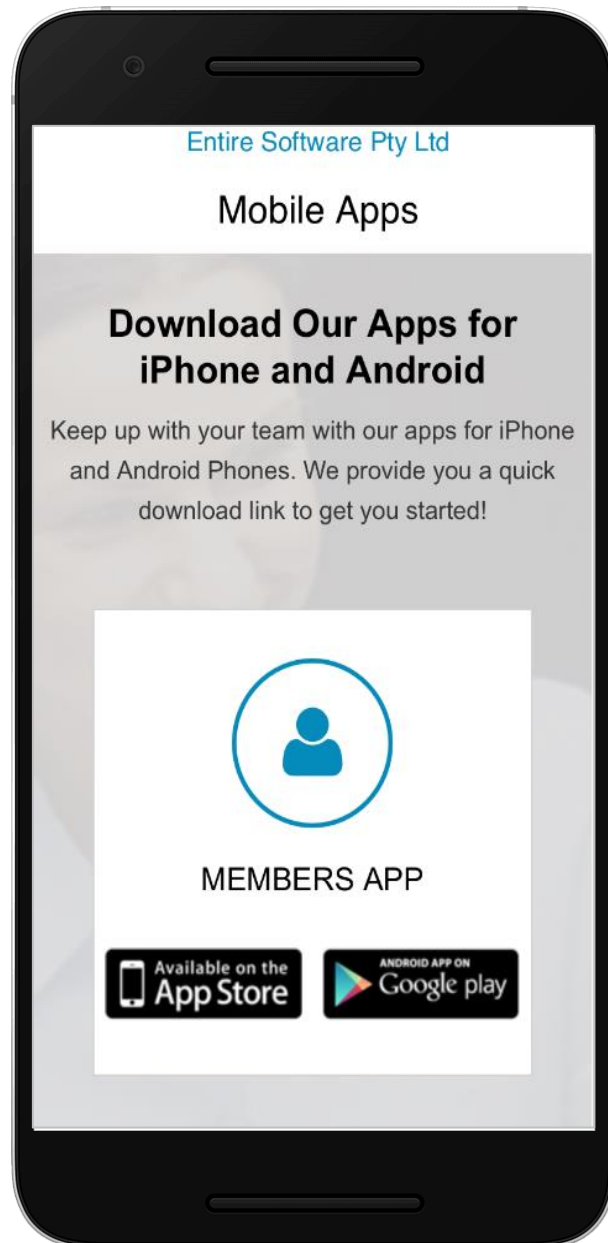 Entire Software Pty Ltd
Mobile Apps
Download Our Apps for
iPhone and Android
Keep up with your team with our apps for iPhone
and Android Phones. We provide you a quick
download link to get you started!
MEMBERS APP
Available on the
App Store
ANDROID APP ON
Google play